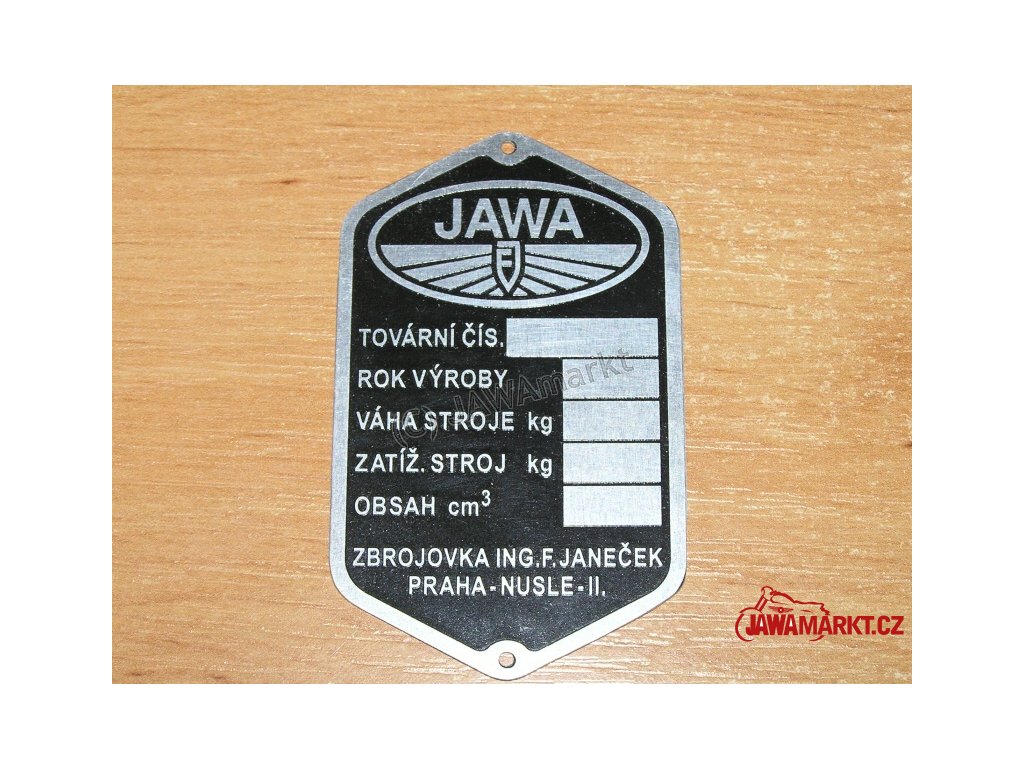 JAWA
TOVÁRNÍ ČÍS.
ROK VÝROBY
VÁHA STROJE kg
ZATÍŽ. STROJ kg
OBSAH cm³
ZBROJOVKA ING.F.JANEČEK
PRAHA-NUSLE-II.
(C) JAWAmarkt
JAWAMARKT.CZ